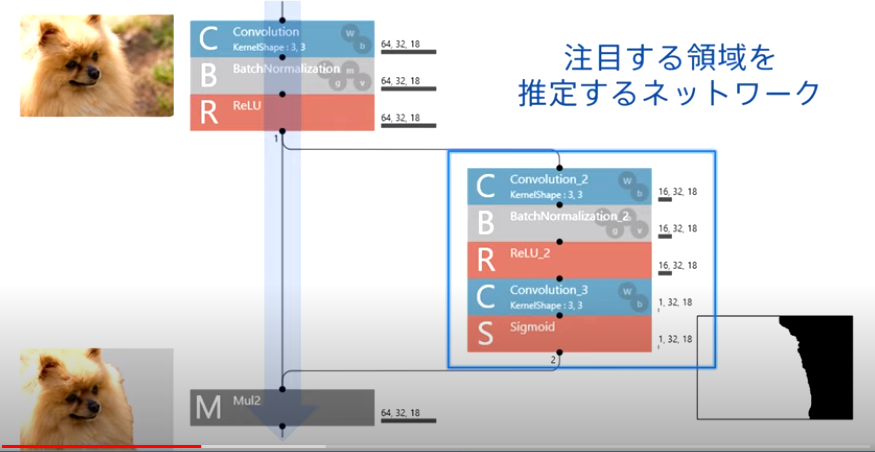 注目する領域を
推定するネットワーク
C Convolution W
KernelShape : 3, 3 b
64, 32, 18
B BatchNormalization m
g v
64, 32, 18
R ReLU
64, 32, 18
1
C Convolution_2 W
KernelShape : 3, 3 b
16, 32, 18
B BatchNormalization_2
g v
16, 32, 18
R ReLU_2
16, 32, 18
C Convolution_3 W
KernelShape : 3, 3 b
1, 32, 18
S Sigmoid
1, 32, 18
2
M Mul2
64, 32, 18